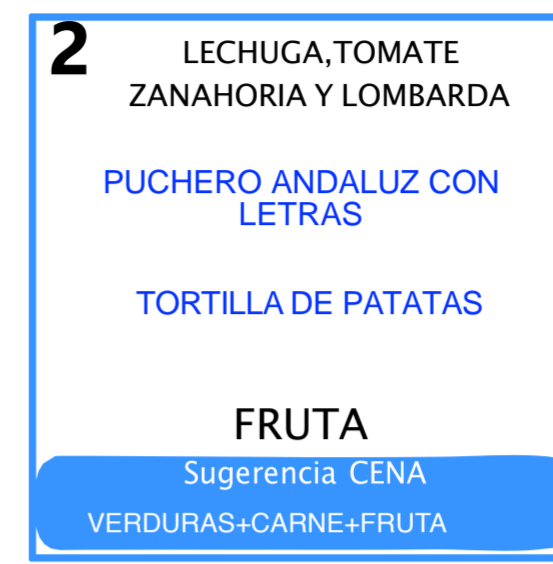 2
LECHUGA,TOMATE
ZANAHORIA Y LOMBARDA
PUCHERO ANDALUZ CON
LETRAS
TORTILLA DE PATATAS
FRUTA
Sugerencia CENA
VERDURAS+CARNE+FRUTA